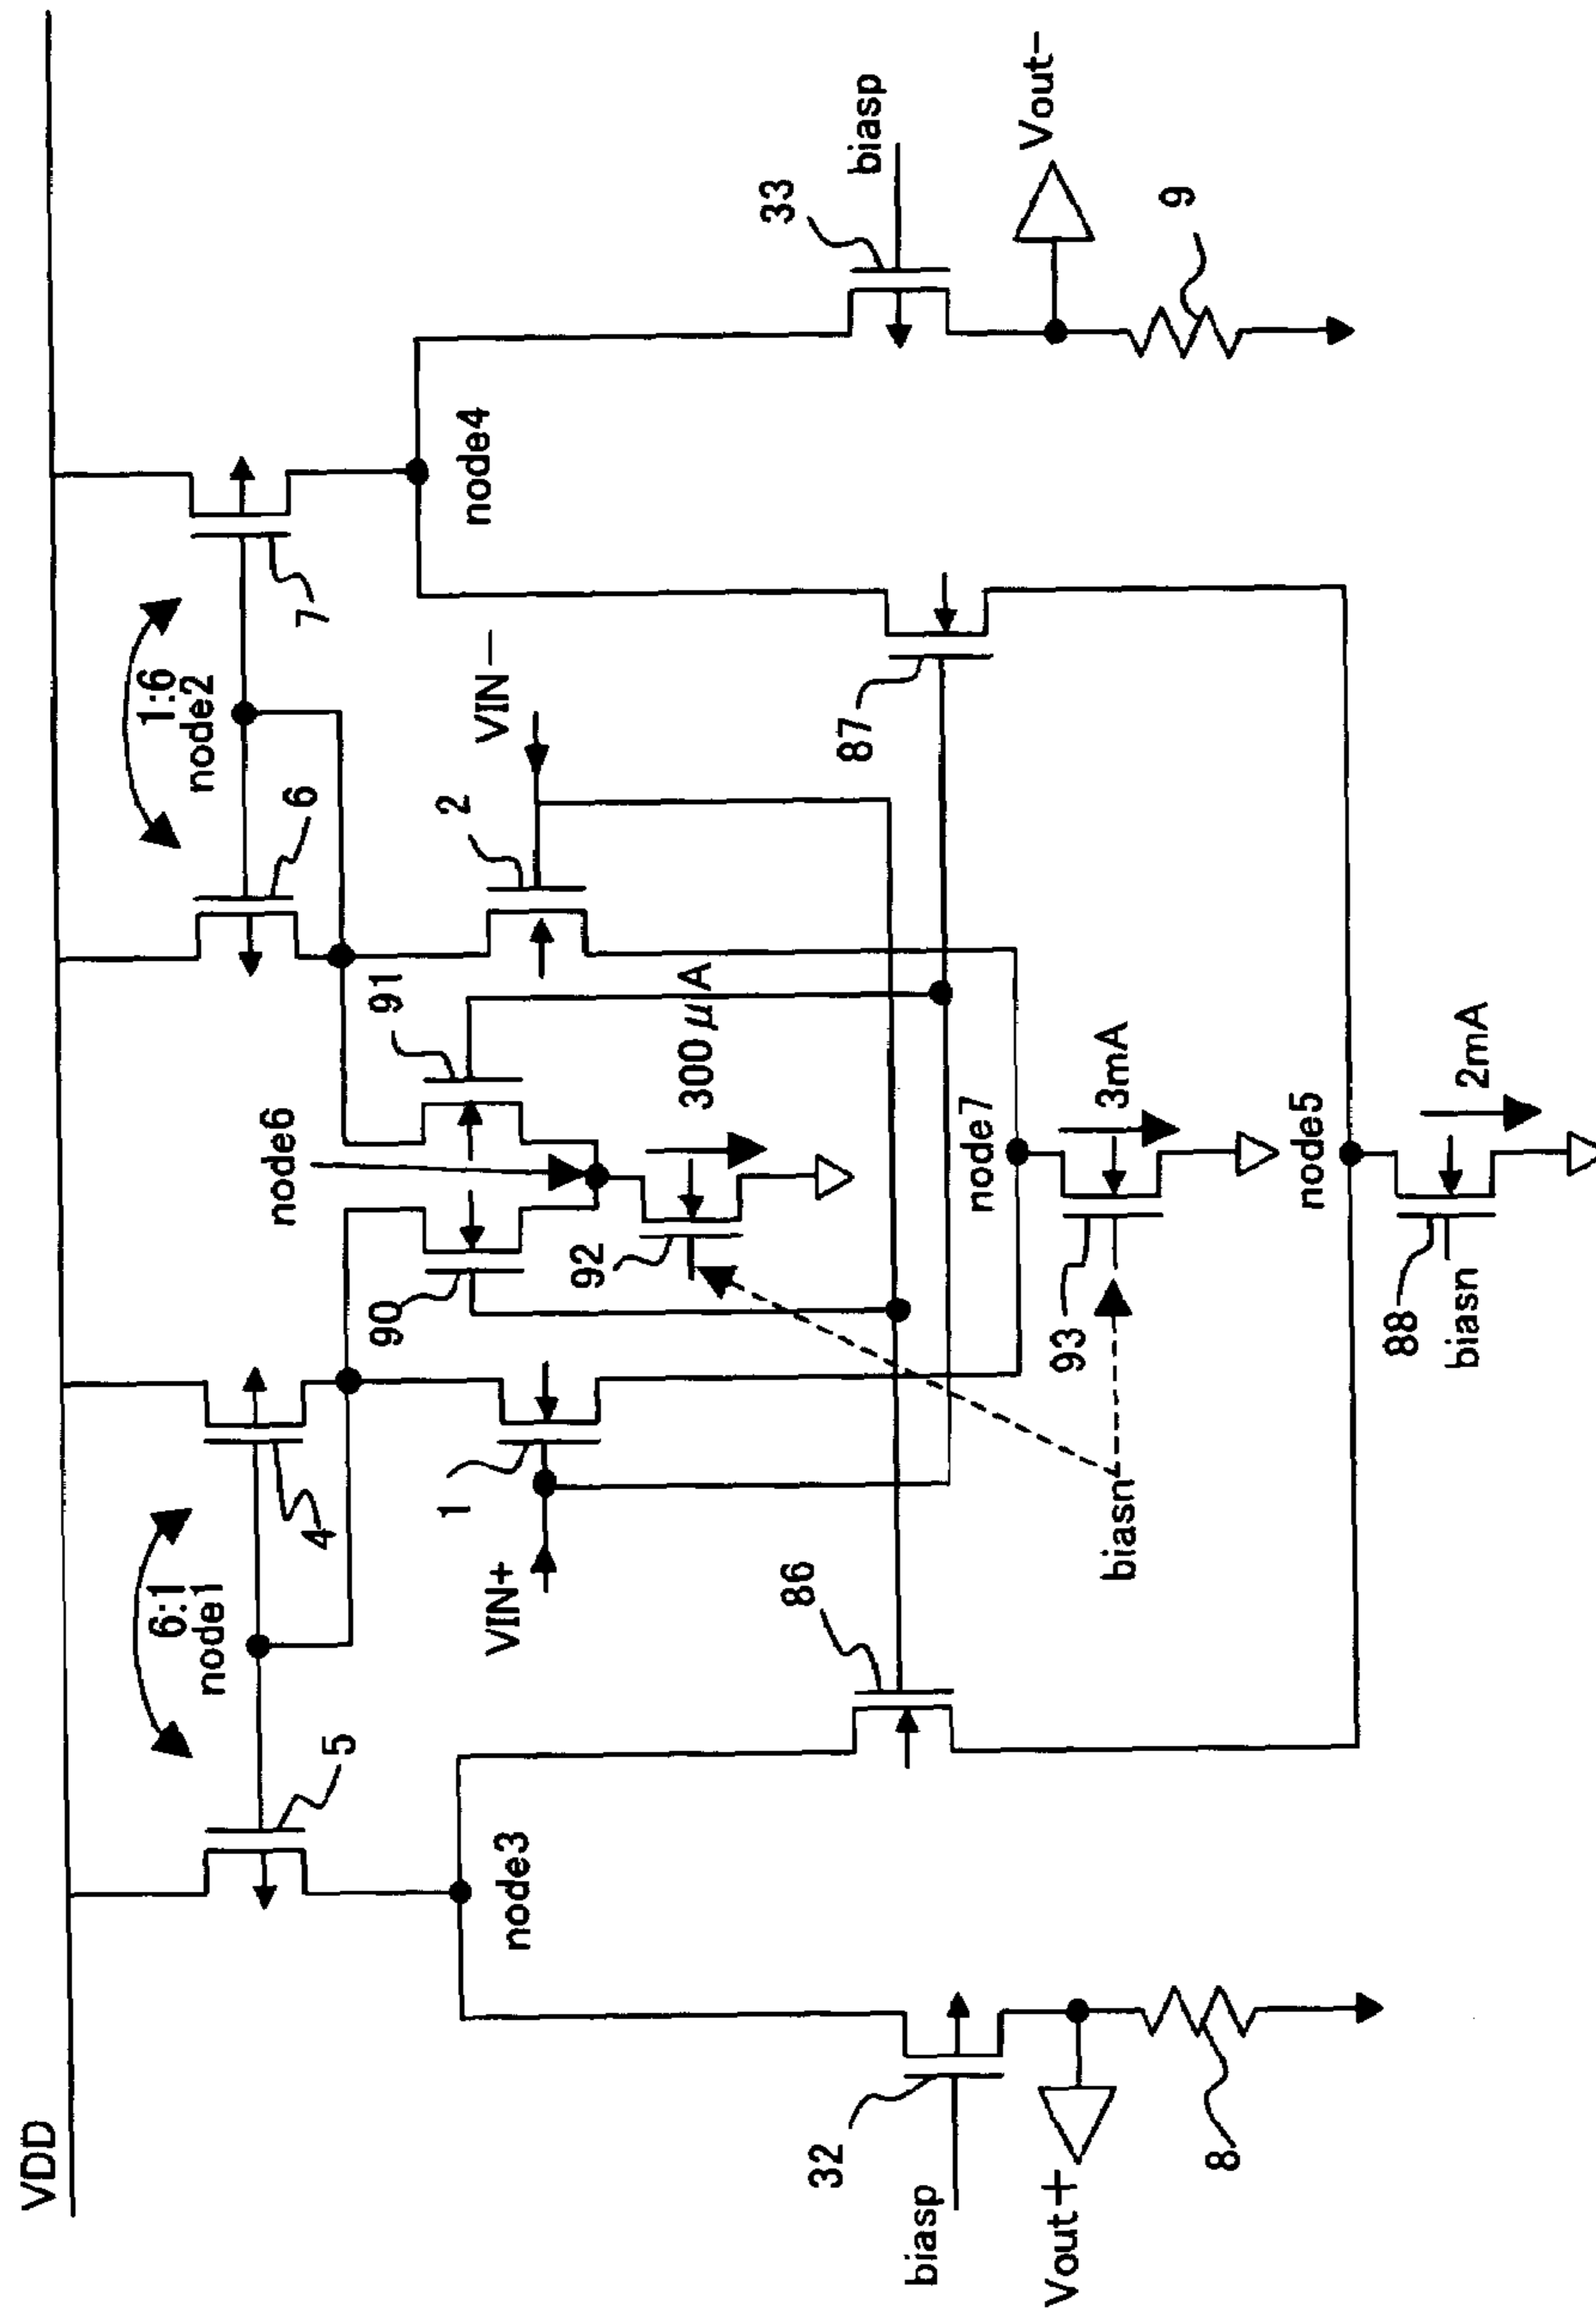 VDD
6:1
node1
1:6
node2
5
4
6
7
node6
91
90
2
VIN−
VIN+
1
node3
node4
300μA
92
86
87
33
biasp
32
biasp
node7
3mA
93
biasn
Vout+
Vout−
8
9
node5
2mA
88
biasn